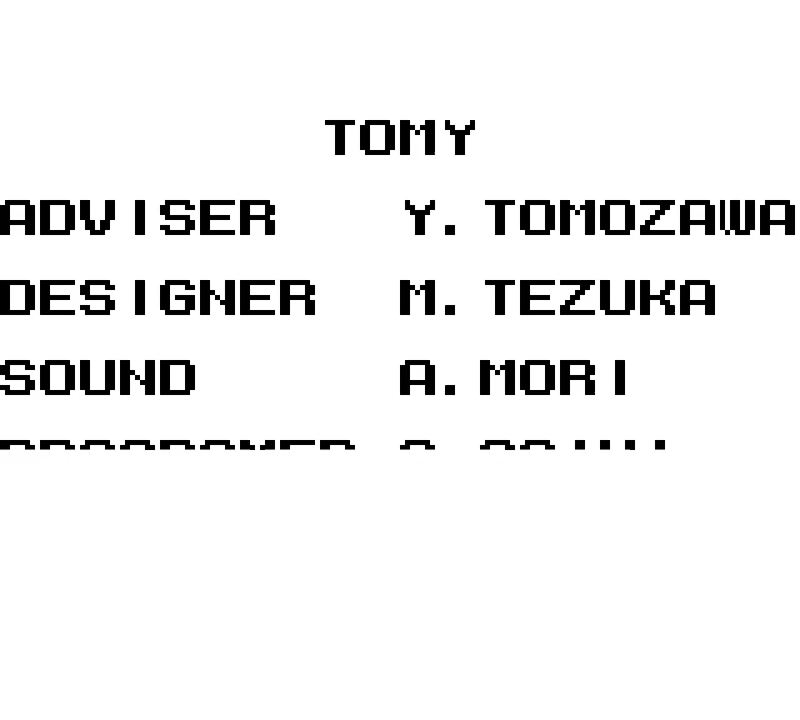 TOMY
ADVISER Y. TOMOZAWA
DESIGNER M. TEZUKA
SOUND A. MORI